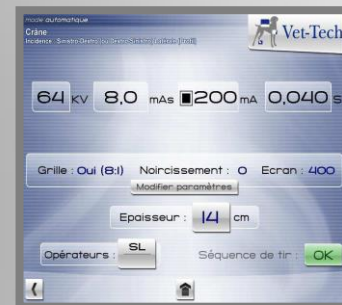 Mode automatique
Crâne
Incidence : Sinistro-Dextro (ou Dextro-Sinistro) Latérale (Profil)
Vet-Tech
64 KV 8,0 mAs 200 mA 0,040 s
Grille : Oui (8:1) Noircissement : 0 Ecran : 400
Modifier paramètres
Epaisseur : 14 cm
Opérateurs : SL Séquence de tir : OK